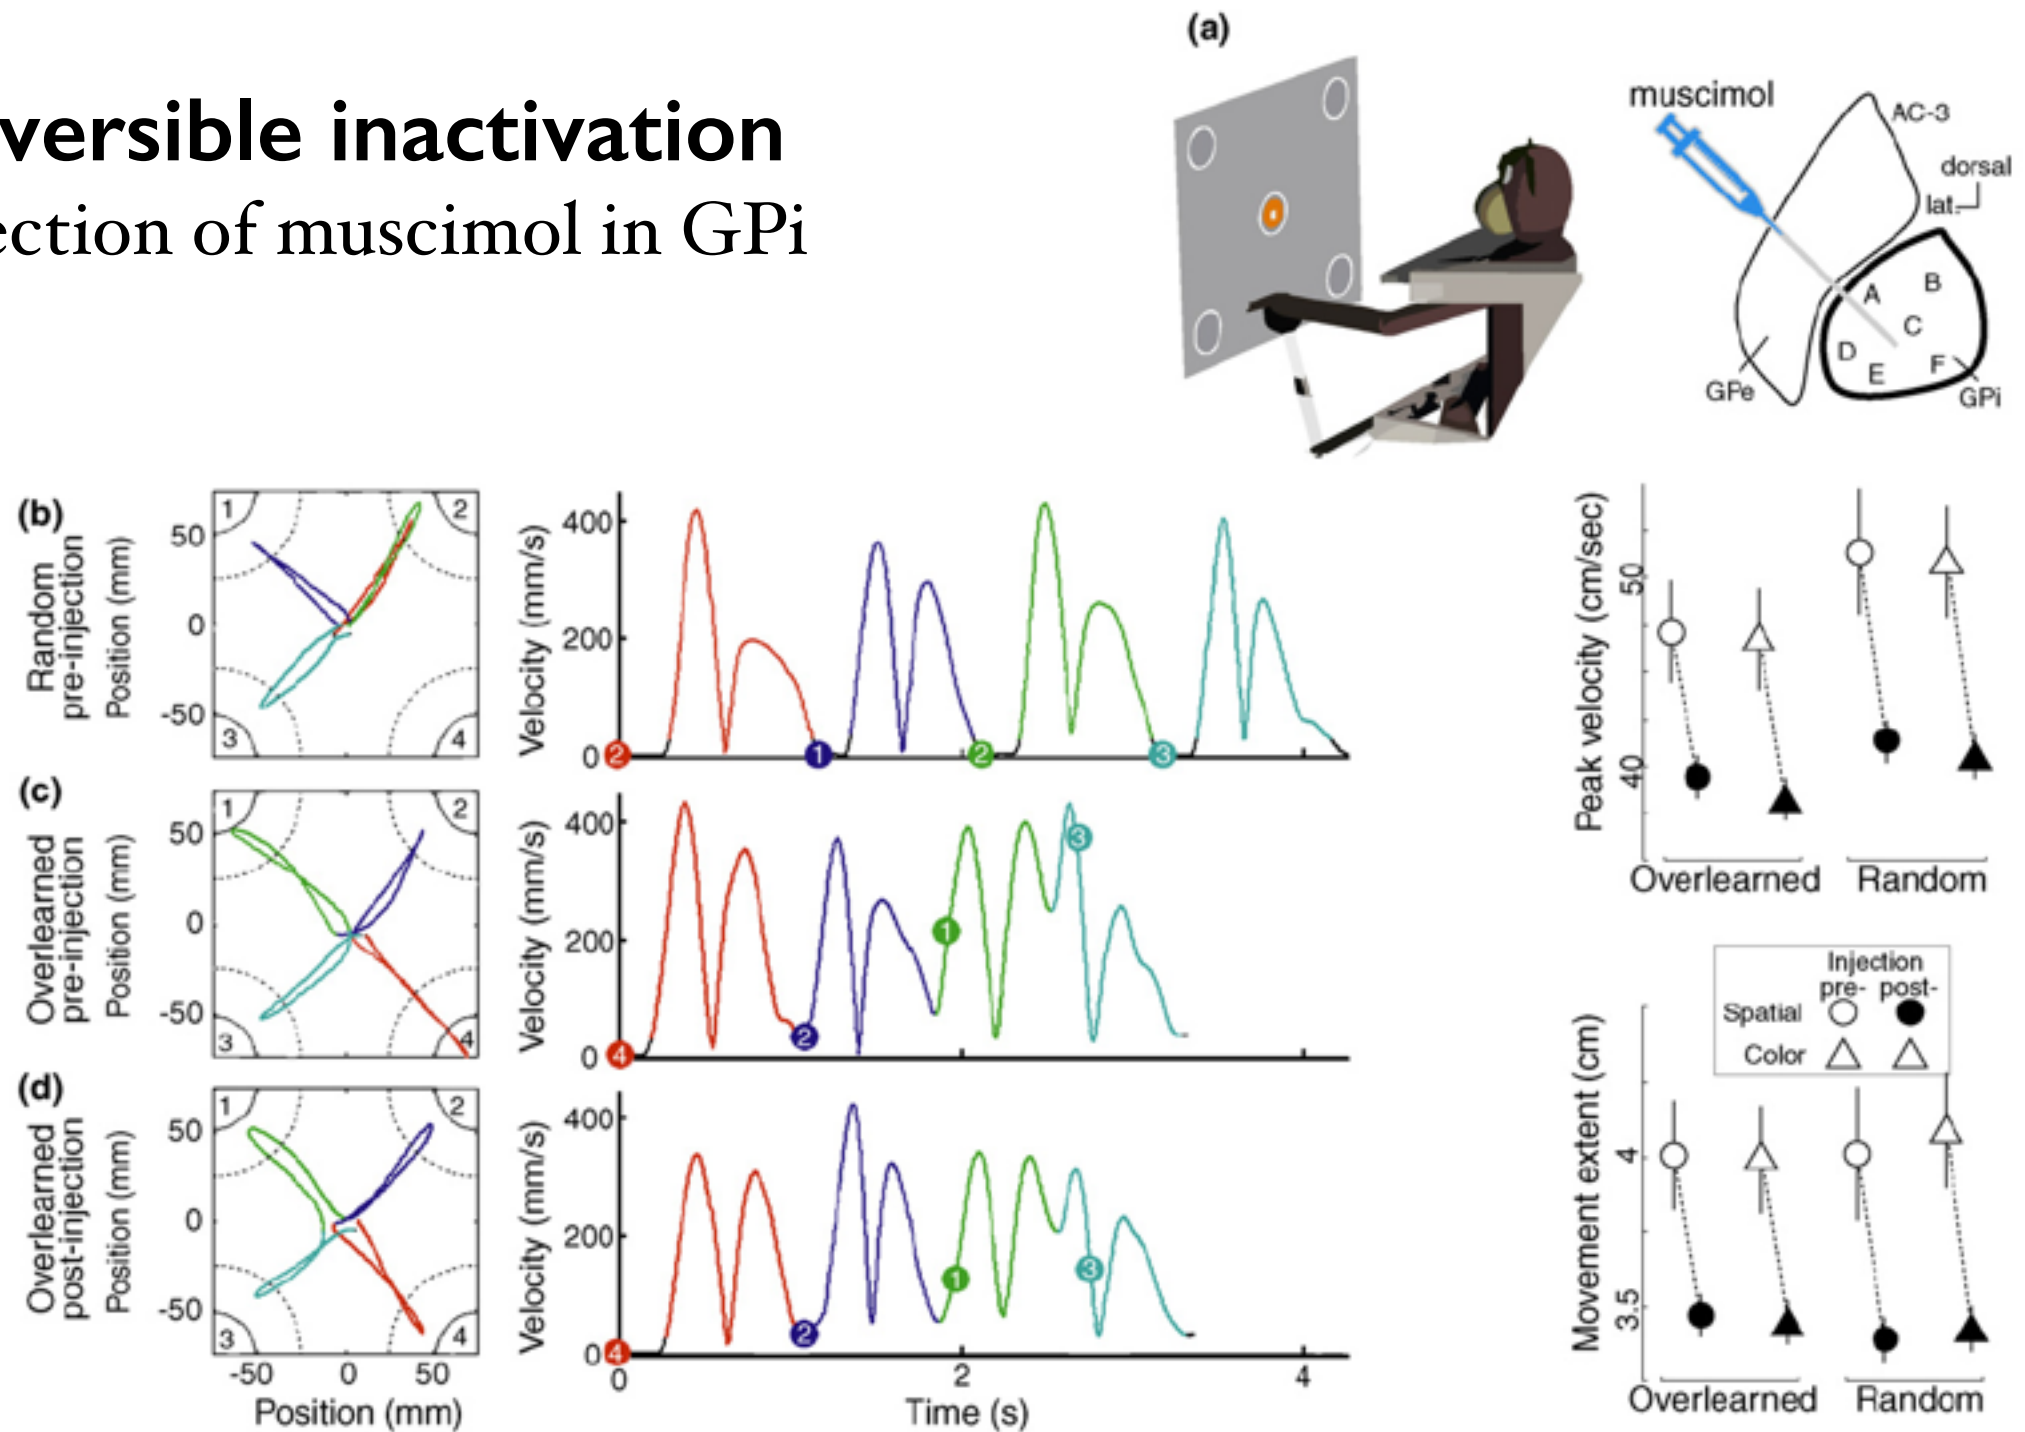 versible inactivation
ection of muscimol in GPi
(a)
muscimol
AC-3
dorsal
lat.
A
B
C
D
E
F
GPe
GPi
(b)
Random
pre-injection
Position (mm)
50
0
-50
1
2
3
4
Velocity (mm/s)
400
200
0
2
1
2
3
(c)
Overlearned
pre-injection
Position (mm)
50
0
-50
1
2
3
4
Velocity (mm/s)
400
200
0
4
2
1
3
(d)
Overlearned
post-injection
Position (mm)
50
0
-50
1
2
3
4
-50 0 50
Position (mm)
Velocity (mm/s)
400
200
0
4
2
1
3
0 2 4
Time (s)
Peak velocity (cm/sec)
50
40
Overlearned Random
Injection
pre- post-
Spatial
Color
Movement extent (cm)
4
3.5
Overlearned Random